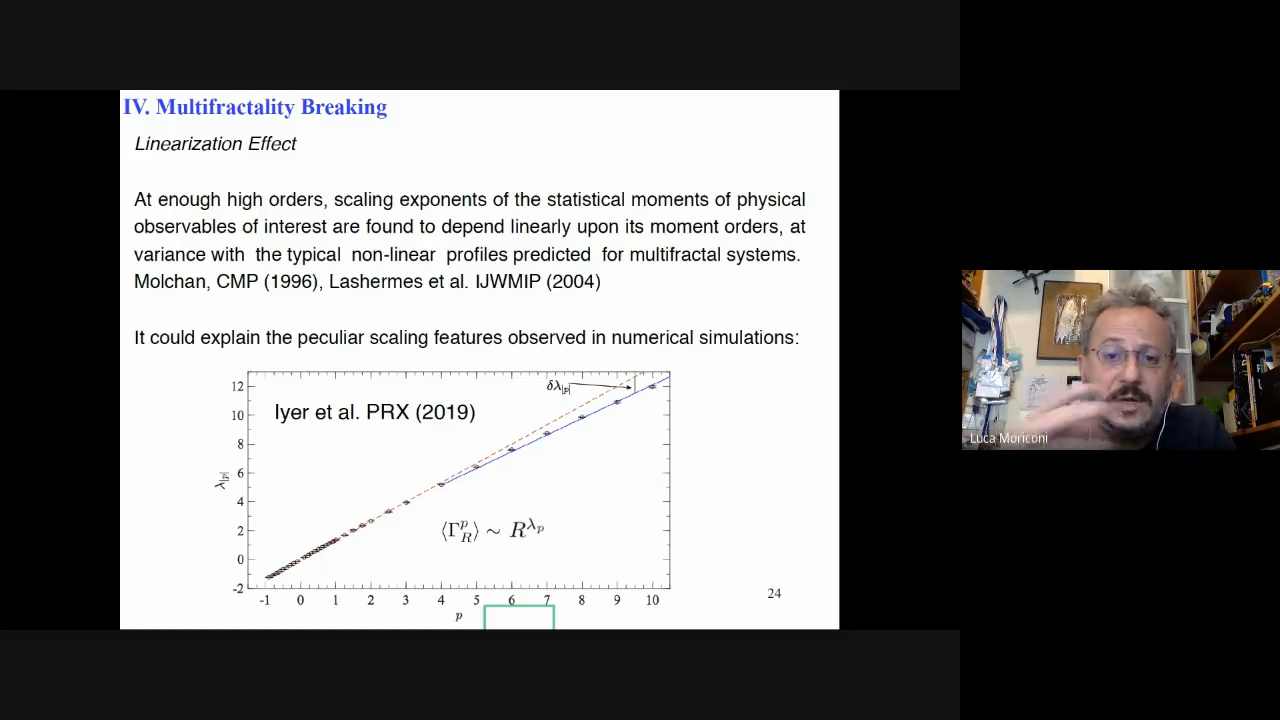 IV. Multifractality Breaking
Linearization Effect
At enough high orders, scaling exponents of the statistical moments of physical
observables of interest are found to depend linearly upon its moment orders, at
variance with the typical non-linear profiles predicted for multifractal systems.
Molchan, CMP (1996), Lashermes et al. IJWMIP (2004)
It could explain the peculiar scaling features observed in numerical simulations:
12
δλ|p|
10
Iyer et al. PRX (2019)
8
λ|p|
6
4
2
⟨Γ_R^p⟩ ~ R^{λ_p}
0
-2
-1 0 1 2 3 4 5 6 7 8 9 10
p
24
Luca Moriconi